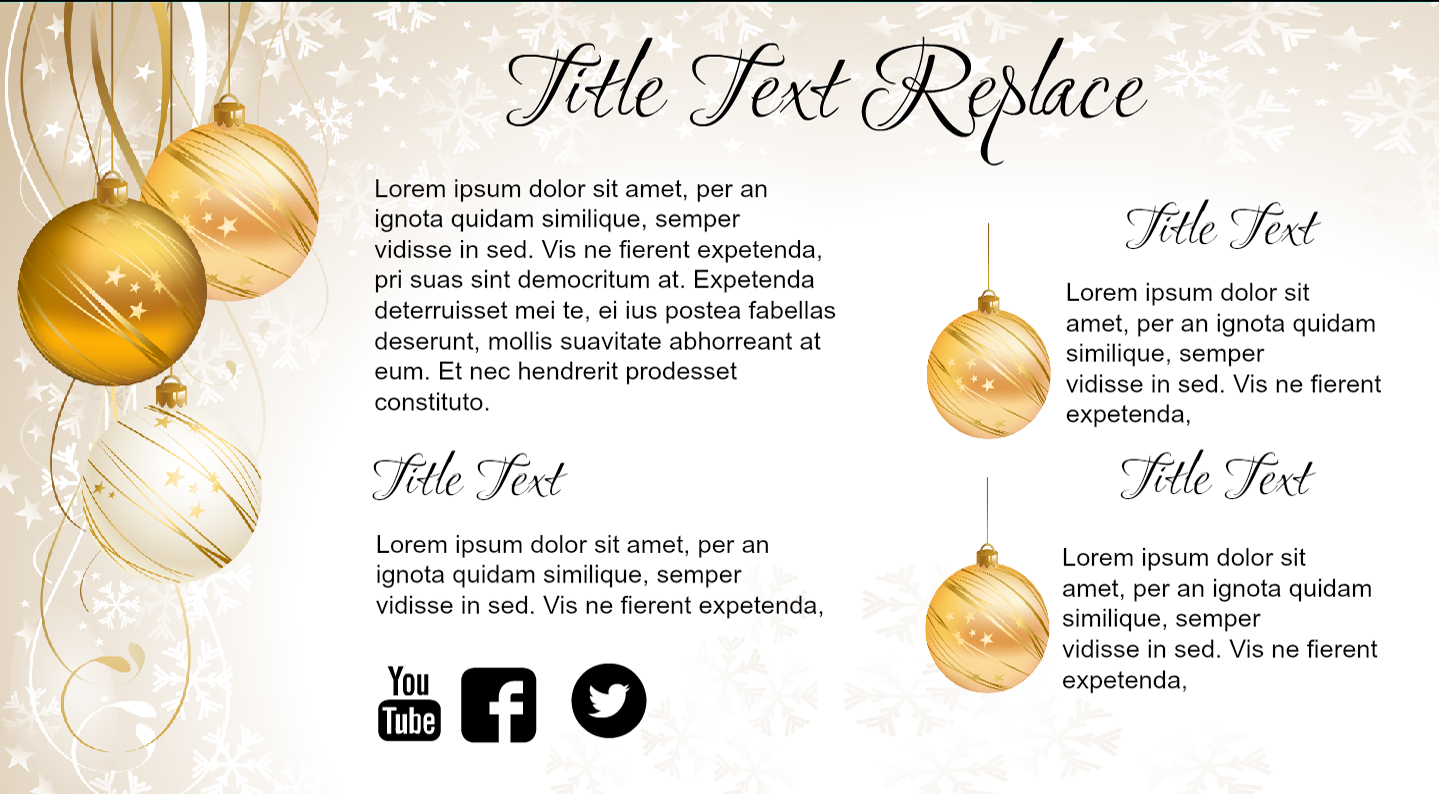 Title Text Replace
Lorem ipsum dolor sit amet, per an
ignota quidam similique, semper
vidisse in sed. Vis ne fierent expetenda,
pri suas sint democritum at. Expetenda
deterruisset mei te, ei ius postea fabellas
deserunt, mollis suavitate abhorreant at
eum. Et nec hendrerit prodesset
constituto.
Title Text
Lorem ipsum dolor sit amet, per an
ignota quidam similique, semper
vidisse in sed. Vis ne fierent expetenda,
You
Tube
Title Text
Lorem ipsum dolor sit
amet, per an ignota quidam
similique, semper
vidisse in sed. Vis ne fierent
expetenda,
Title Text
Lorem ipsum dolor sit
amet, per an ignota quidam
similique, semper
vidisse in sed. Vis ne fierent
expetenda,